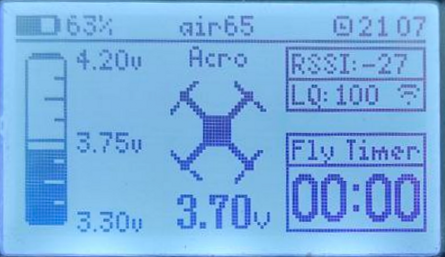 63% air65 21 07
4.20v
Acro
RSSI:-27
LQ:100
3.75v
Fly Timer
3.30v
3.70v
00:00